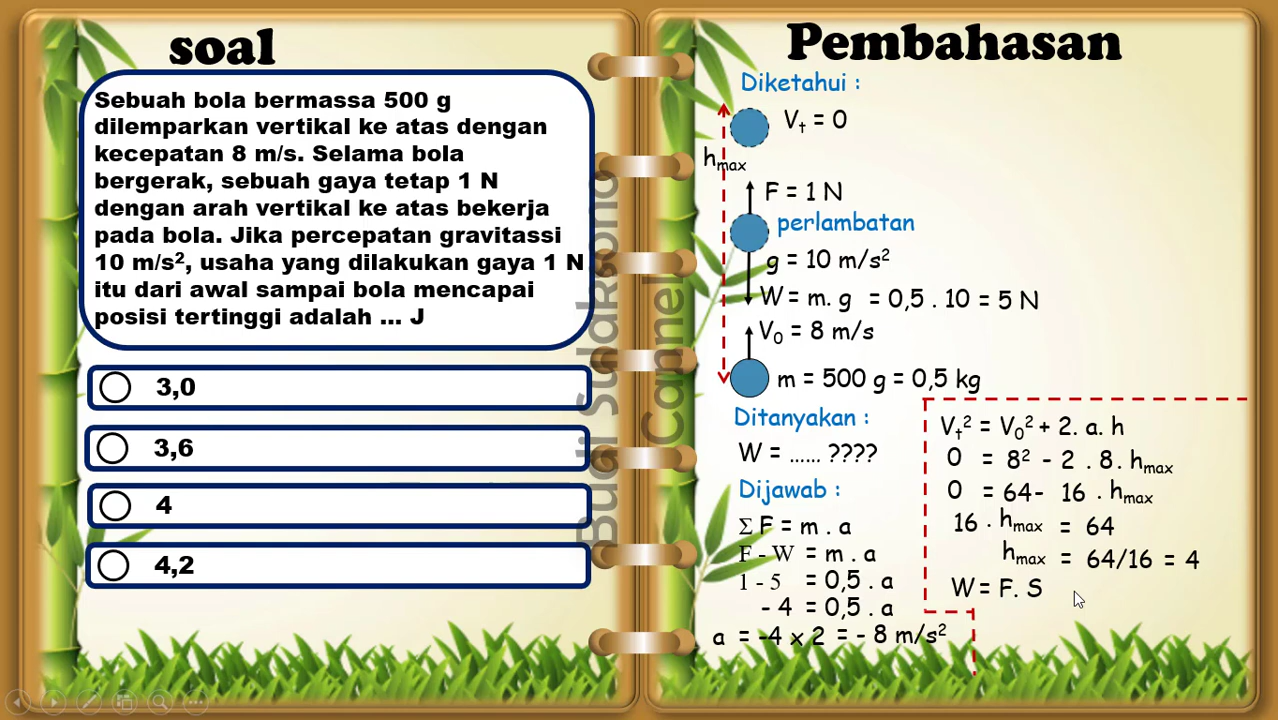 soal
Sebuah bola bermassa 500 g
dilemparkan vertikal ke atas dengan
kecepatan 8 m/s. Selama bola
bergerak, sebuah gaya tetap 1 N
dengan arah vertikal ke atas bekerja
pada bola. Jika percepatan gravitassi
10 m/s², usaha yang dilakukan gaya 1 N
itu dari awal sampai bola mencapai
posisi tertinggi adalah ... J
3,0
3,6
4
4,2
Pembahasan
Diketahui :
Vₜ = 0
hmax
F = 1 N
perlambatan
g = 10 m/s²
W = m. g = 0,5 . 10 = 5 N
V₀ = 8 m/s
m = 500 g = 0,5 kg
Ditanyakan :
W = ...... ????
Dijawab :
Σ F = m . a
F - W = m . a
1 - 5 = 0,5 . a
- 4 = 0,5 . a
a = -4 x 2 = - 8 m/s²
Vₜ² = V₀² + 2. a. h
0 = 8² - 2 . 8. hmax
0 = 64- 16 . hmax
16 . hmax = 64
hmax = 64/16 = 4
W = F. S